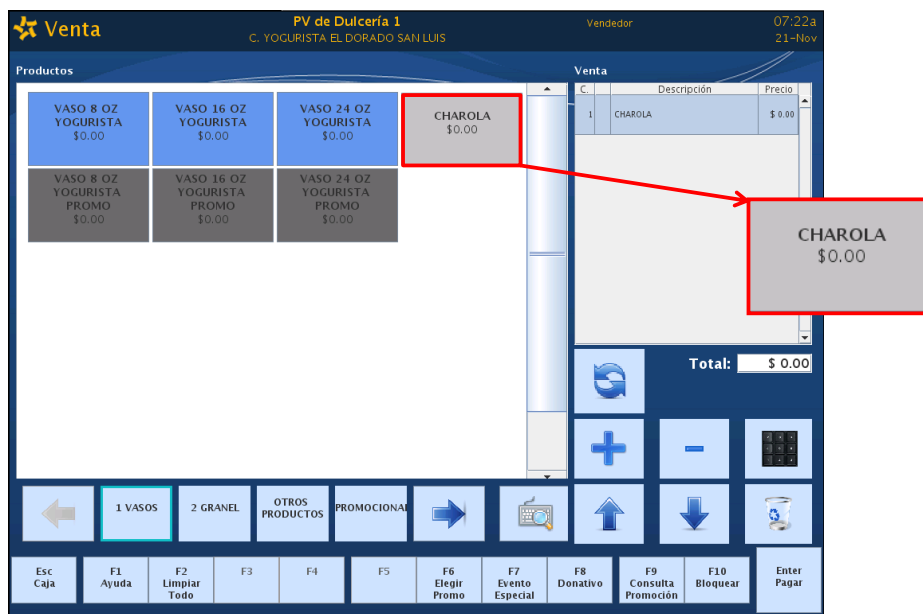 Venta
PV de Dulcería 1
C. YOGURISTA EL DORADO SAN LUIS
Vendedor
07:22a
21-Nov
Productos
VASO 8 OZ
YOGURISTA
$0.00
VASO 16 OZ
YOGURISTA
$0.00
VASO 24 OZ
YOGURISTA
$0.00
CHAROLA
$0.00
VASO 8 OZ
YOGURISTA
PROMO
$0.00
VASO 16 OZ
YOGURISTA
PROMO
$0.00
VASO 24 OZ
YOGURISTA
PROMO
$0.00
Venta
C. Descripción Precio
1 CHAROLA $ 0.00
CHAROLA
$0.00
Total: $ 0.00
1 VASOS
2 GRANEL
OTROS
PRODUCTOS
PROMOCIONA
Esc
Caja
F1
Ayuda
F2
Limpiar
Todo
F3
F4
F5
F6
Elegir
Promo
F7
Evento
Especial
F8
Donativo
F9
Consulta
Promoción
F10
Bloquear
Enter
Pagar